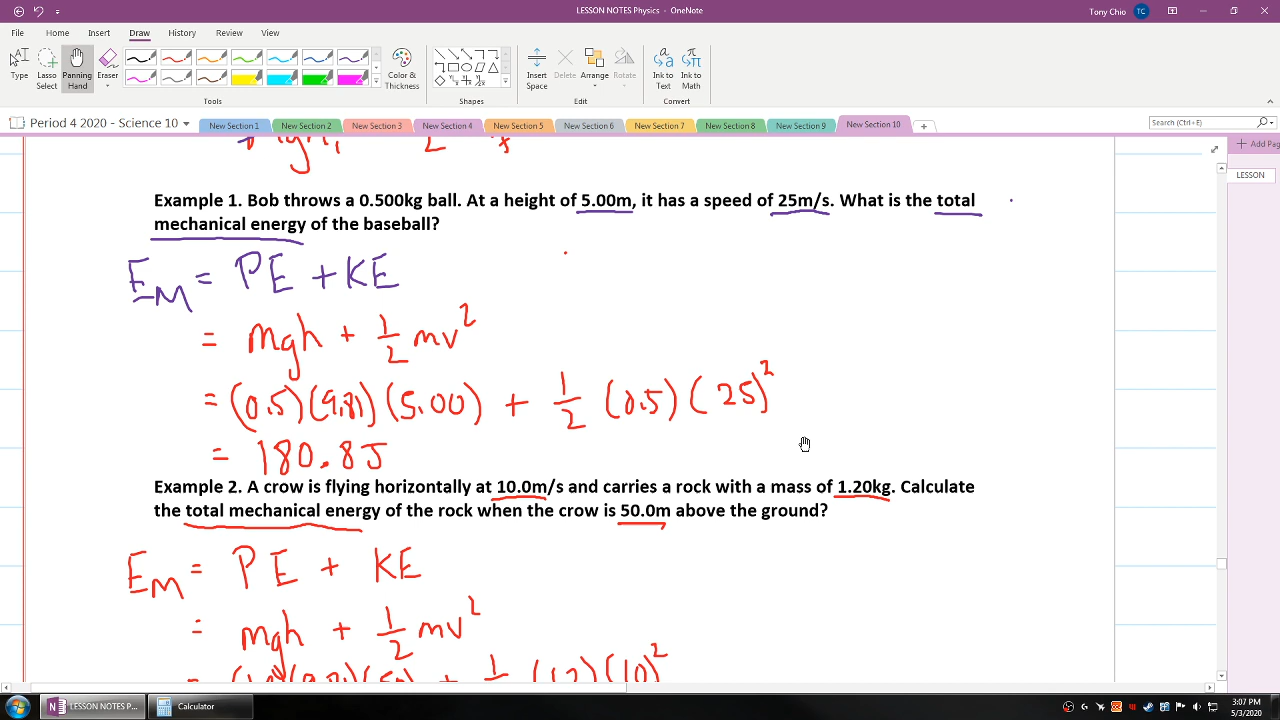 LESSON NOTES Physics - OneNote
Tony Chio TC
File Home Insert Draw History Review View
Type
Lasso Select
Panning Hand
Eraser
Color & Thickness
Insert Space
Delete
Arrange
Rotate
Ink to Text
Ink to Math
Tools Shapes Edit Convert
Period 4 2020 - Science 10
New Section 1 New Section 2 New Section 3 New Section 4 New Section 5 New Section 6 New Section 7 New Section 8 New Section 9 New Section 10
Search (Ctrl+E)
Add Pag
LESSON
Example 1. Bob throws a 0.500kg ball. At a height of 5.00m, it has a speed of 25m/s. What is the total
mechanical energy of the baseball?
EM = PE + KE
= mgh + 1/2 mv²
= (0.5)(9.81)(5.00) + 1/2 (0.5)(25)²
= 180.8J
Example 2. A crow is flying horizontally at 10.0m/s and carries a rock with a mass of 1.20kg. Calculate
the total mechanical energy of the rock when the crow is 50.0m above the ground?
EM = PE + KE
= mgh + 1/2 mv²
LESSON NOTES P...
Calculator
3:07 PM
5/3/2020